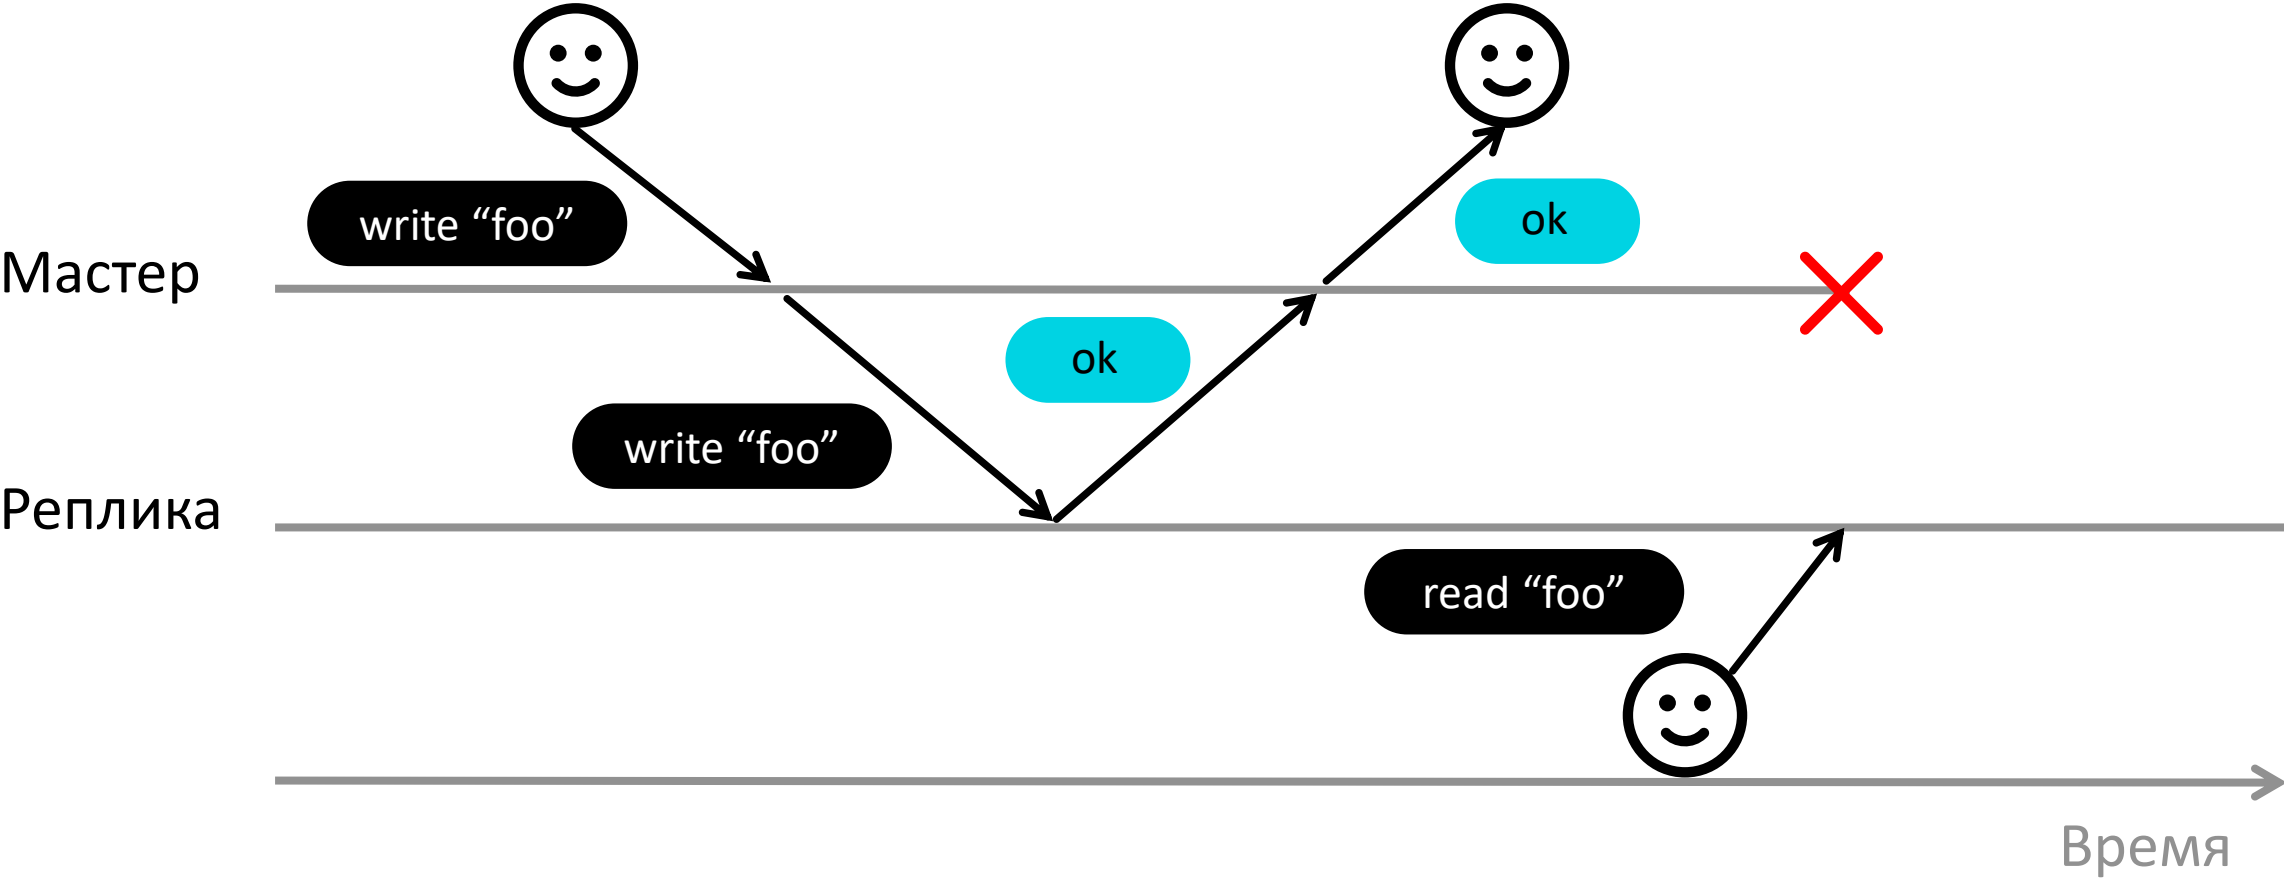 write “foo”
ok
Мастер
ok
write “foo”
Реплика
read “foo”
Время